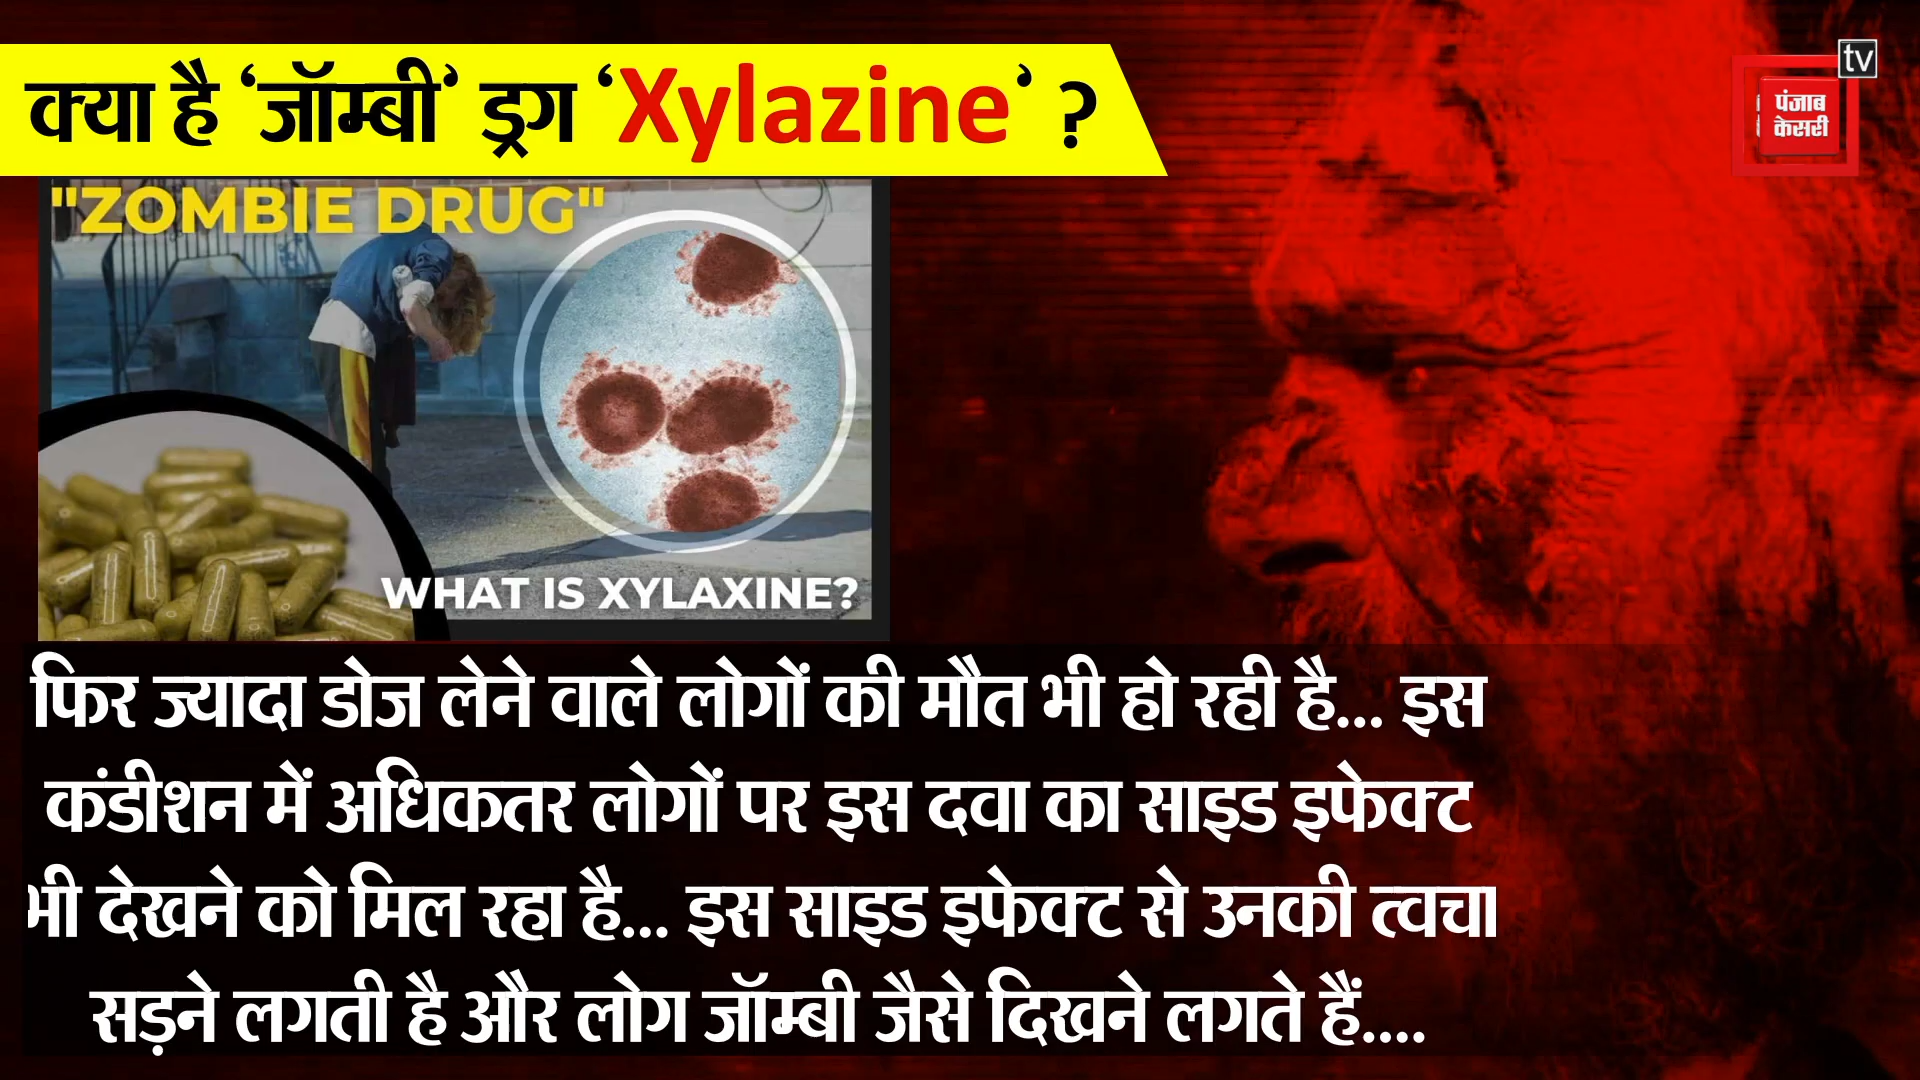 क्या है ‘जॉम्बी‘ ड्रग ‘Xylazine’ ?
tv
पंजाब
केसरी
"ZOMBIE DRUG"
WHAT IS XYLAXINE?
फिर ज्यादा डोज लेने वाले लोगों की मौत भी हो रही है... इस
कंडीशन में अधिकतर लोगों पर इस दवा का साइड इफेक्ट
भी देखने को मिल रहा है... इस साइड इफेक्ट से उनकी त्वचा
सड़ने लगती है और लोग जॉम्बी जैसे दिखने लगते हैं....